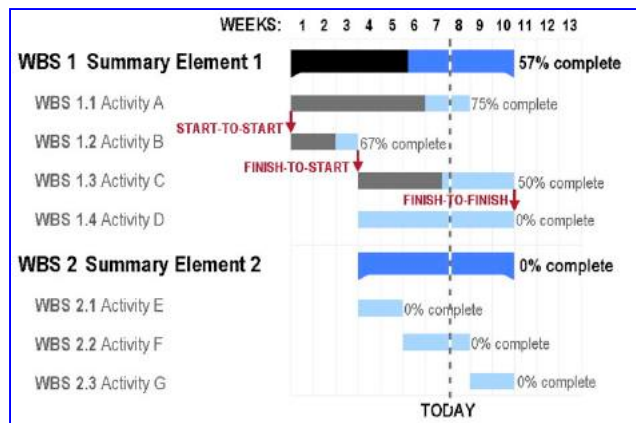 WEEKS: 1 2 3 4 5 6 7 8 9 10 11 12 13
WBS 1 Summary Element 1 57% complete
WBS 1.1 Activity A 75% complete
START-TO-START
WBS 1.2 Activity B 67% complete
FINISH-TO-START
WBS 1.3 Activity C 50% complete
FINISH-TO-FINISH
WBS 1.4 Activity D 0% complete
WBS 2 Summary Element 2 0% complete
WBS 2.1 Activity E 0% complete
WBS 2.2 Activity F 0% complete
WBS 2.3 Activity G 0% complete
TODAY